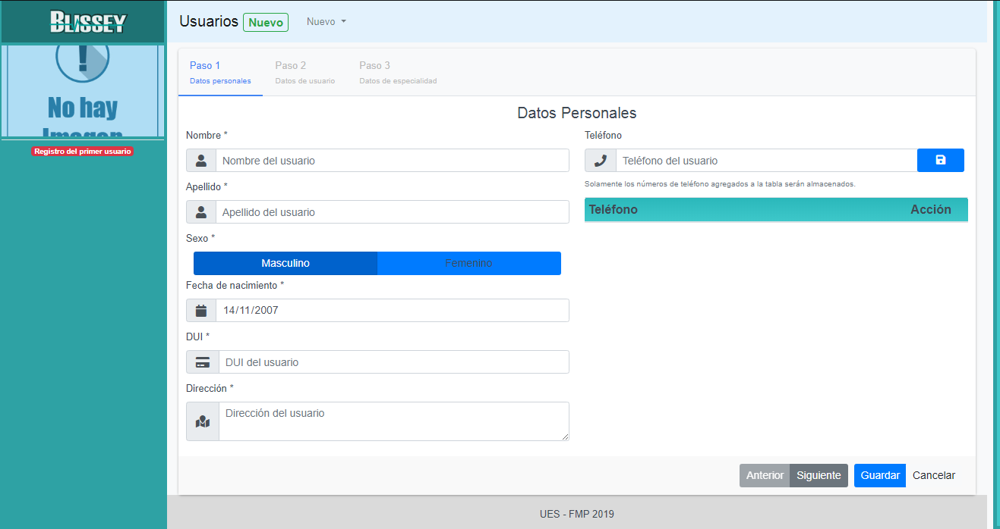 BLISSEY
No hay
Imagen
Registro del primer usuario
Usuarios Nuevo Nuevo
Paso 1 Paso 2 Paso 3
Datos personales Datos de usuario Datos de especialidad
Datos Personales
Nombre *
Nombre del usuario
Apellido *
Apellido del usuario
Sexo *
Masculino Femenino
Fecha de nacimiento *
14/11/2007
DUI *
DUI del usuario
Dirección *
Dirección del usuario
Teléfono
Teléfono del usuario
Solamente los números de teléfono agregados a la tabla serán almacenados.
Teléfono Acción
Anterior Siguiente Guardar Cancelar
UES - FMP 2019